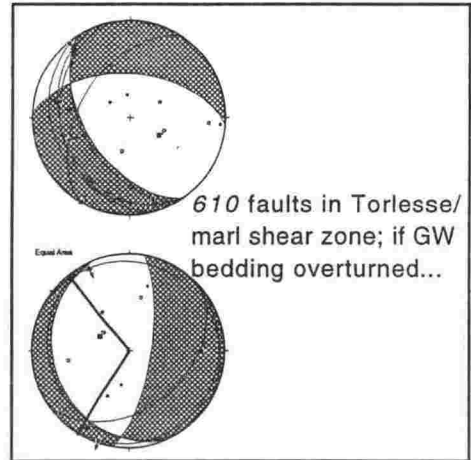 610 faults in Torlesse/
marl shear zone; if GW
Equal Area
bedding overturned...